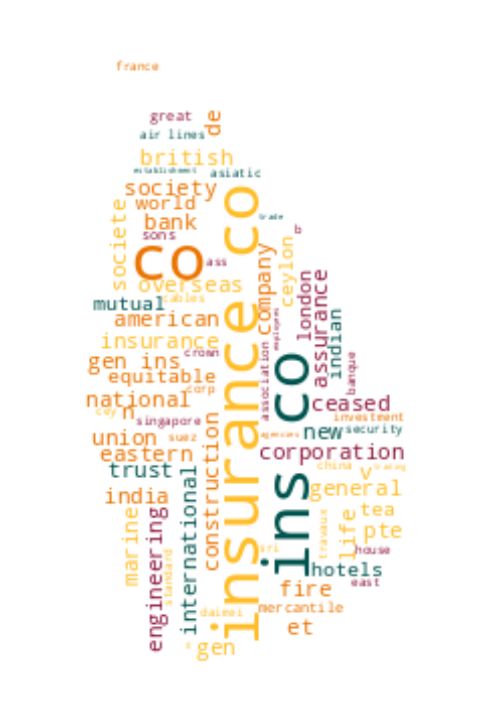 france
great
de
air lines
british
establishment
asiatic
society
world
societe
bank
trade
sons
b
co
ass
insurance co
company
ceylon
overseas
cables
mutual
american
london
assurance
indian
employees
insurance
crown
association
banque
gen ins
equitable
corp
ins co
national
ceased
cey
n
singapore
investment
union
suez
agencies
new
security
eastern
corporation
trust
china
v
trading
india
construction
international
general
marine
engineering
standard
travaux
life
tea
pte
sri
house
hotels
east
fire
daimei
mercantile
et
gen